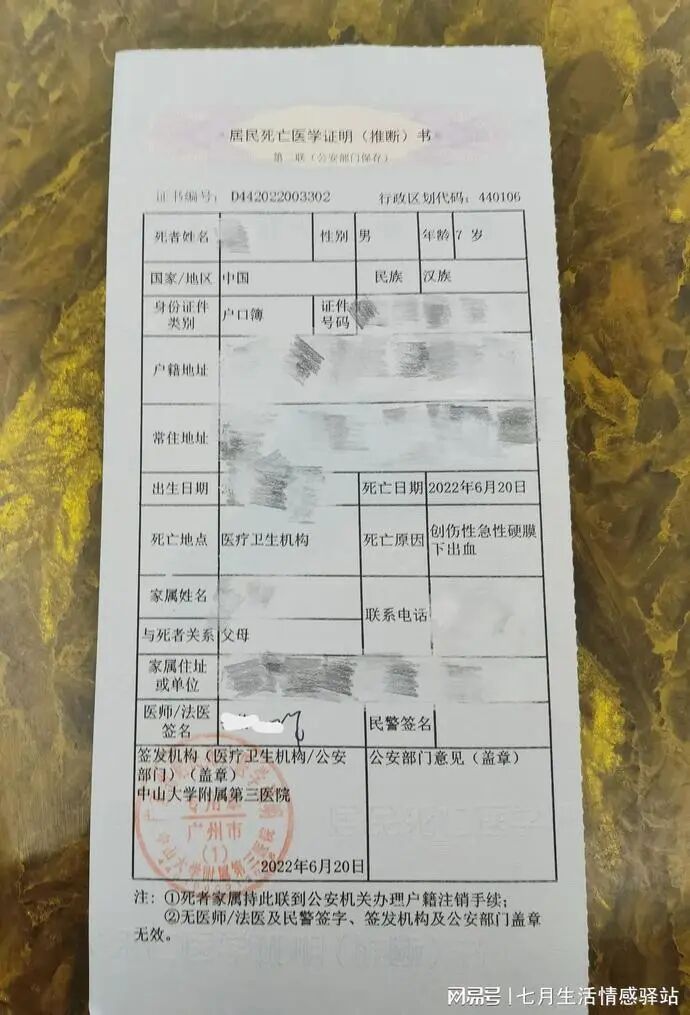 居民死亡医学证明（推断）书
第二联（公安部门保存）
证书编号：D442022003302 行政区划代码：440106
死者姓名 性别 男 年龄 7 岁
国家/地区 中国 民族 汉族
身份证件类别 户口簿 证件号码
户籍地址
常住地址
出生日期 死亡日期 2022年6月20日
死亡地点 医疗卫生机构 死亡原因 创伤性急性硬膜
下出血
家属姓名
联系电话
与死者关系 父母
家属住址
或单位
医师/法医
签名 民警签名
签发机构（医疗卫生机构/公安
部门）（盖章） 公安部门意见（盖章）
中山大学附属第三医院
广州市
（1）
2022年6月20日
注：①死者家属持此联到公安机关办理户籍注销手续；
②无医师/法医及民警签字、签发机构及公安部门盖章
无效。
网易号 | 七月生活情感驿站